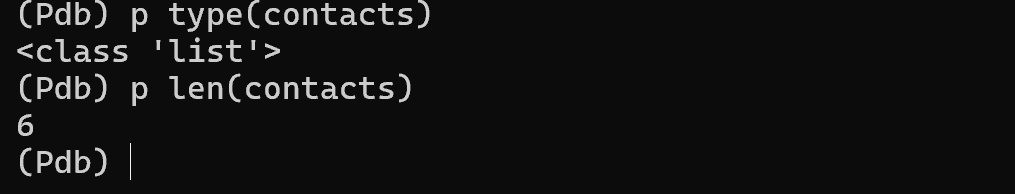 (Pdb) p type(contacts)
<class 'list'>
(Pdb) p len(contacts)
6
(Pdb)